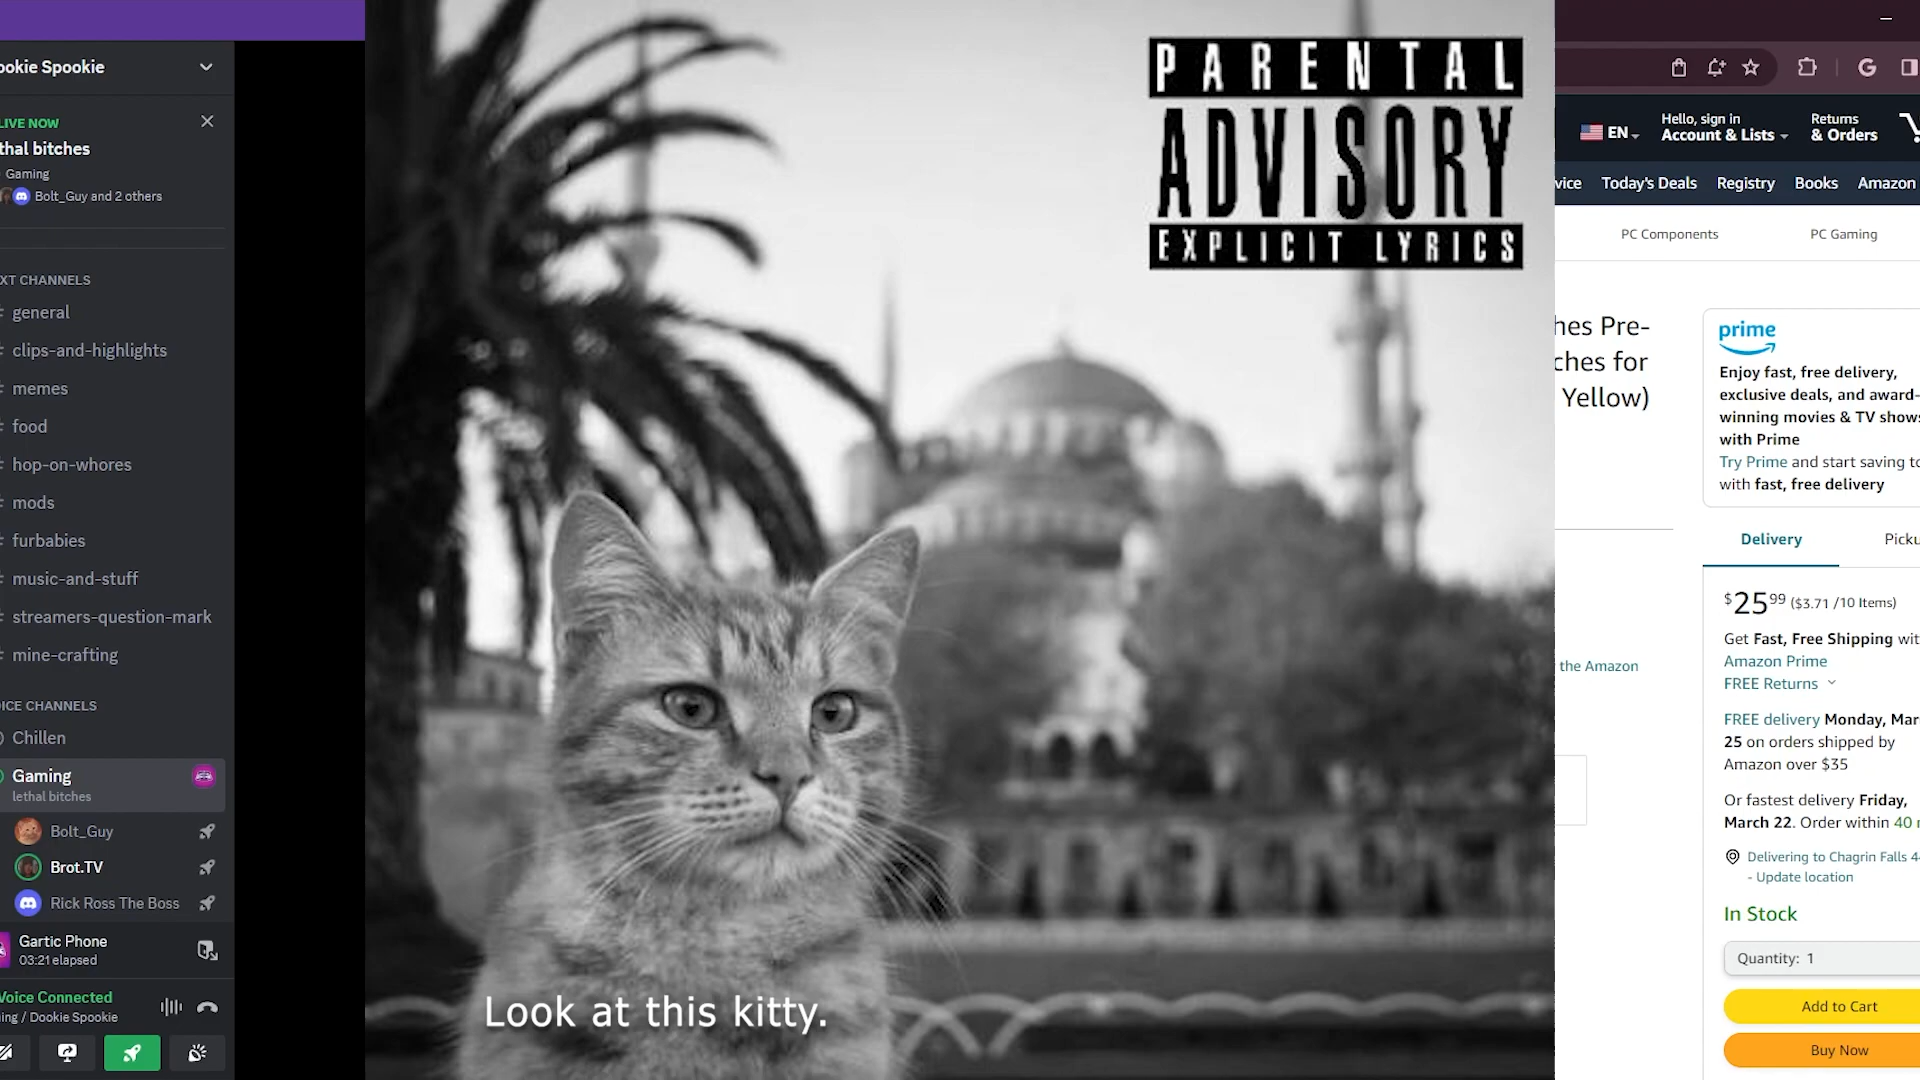 ookie Spookie
LIVE NOW
thal bitches
Gaming
Bolt_Guy and 2 others
XT CHANNELS
general
clips-and-highlights
memes
food
hop-on-whores
mods
furbabies
music-and-stuff
streamers-question-mark
mine-crafting
ICE CHANNELS
Chillen
Gaming
lethal bitches
Bolt_Guy
Brot.TV
Rick Ross The Boss
Gartic Phone
03:21 elapsed
Voice Connected
ing / Dookie Spookie
PARENTAL
ADVISORY
EXPLICIT LYRICS
Look at this kitty.
EN
Hello, sign in
Account & Lists
Returns
& Orders
vice Today's Deals Registry Books Amazon
PC Components PC Gaming
hes Pre-
ches for
Yellow)
the Amazon
prime
Enjoy fast, free delivery,
exclusive deals, and award-
winning movies & TV shows
with Prime
Try Prime and start saving to
with fast, free delivery
Delivery Picku
$25.99 ($3.71 /10 Items)
Get Fast, Free Shipping wit
Amazon Prime
FREE Returns
FREE delivery Monday, Mar
25 on orders shipped by
Amazon over $35
Or fastest delivery Friday,
March 22. Order within 40
Delivering to Chagrin Falls 4
- Update location
In Stock
Quantity: 1
Add to Cart
Buy Now